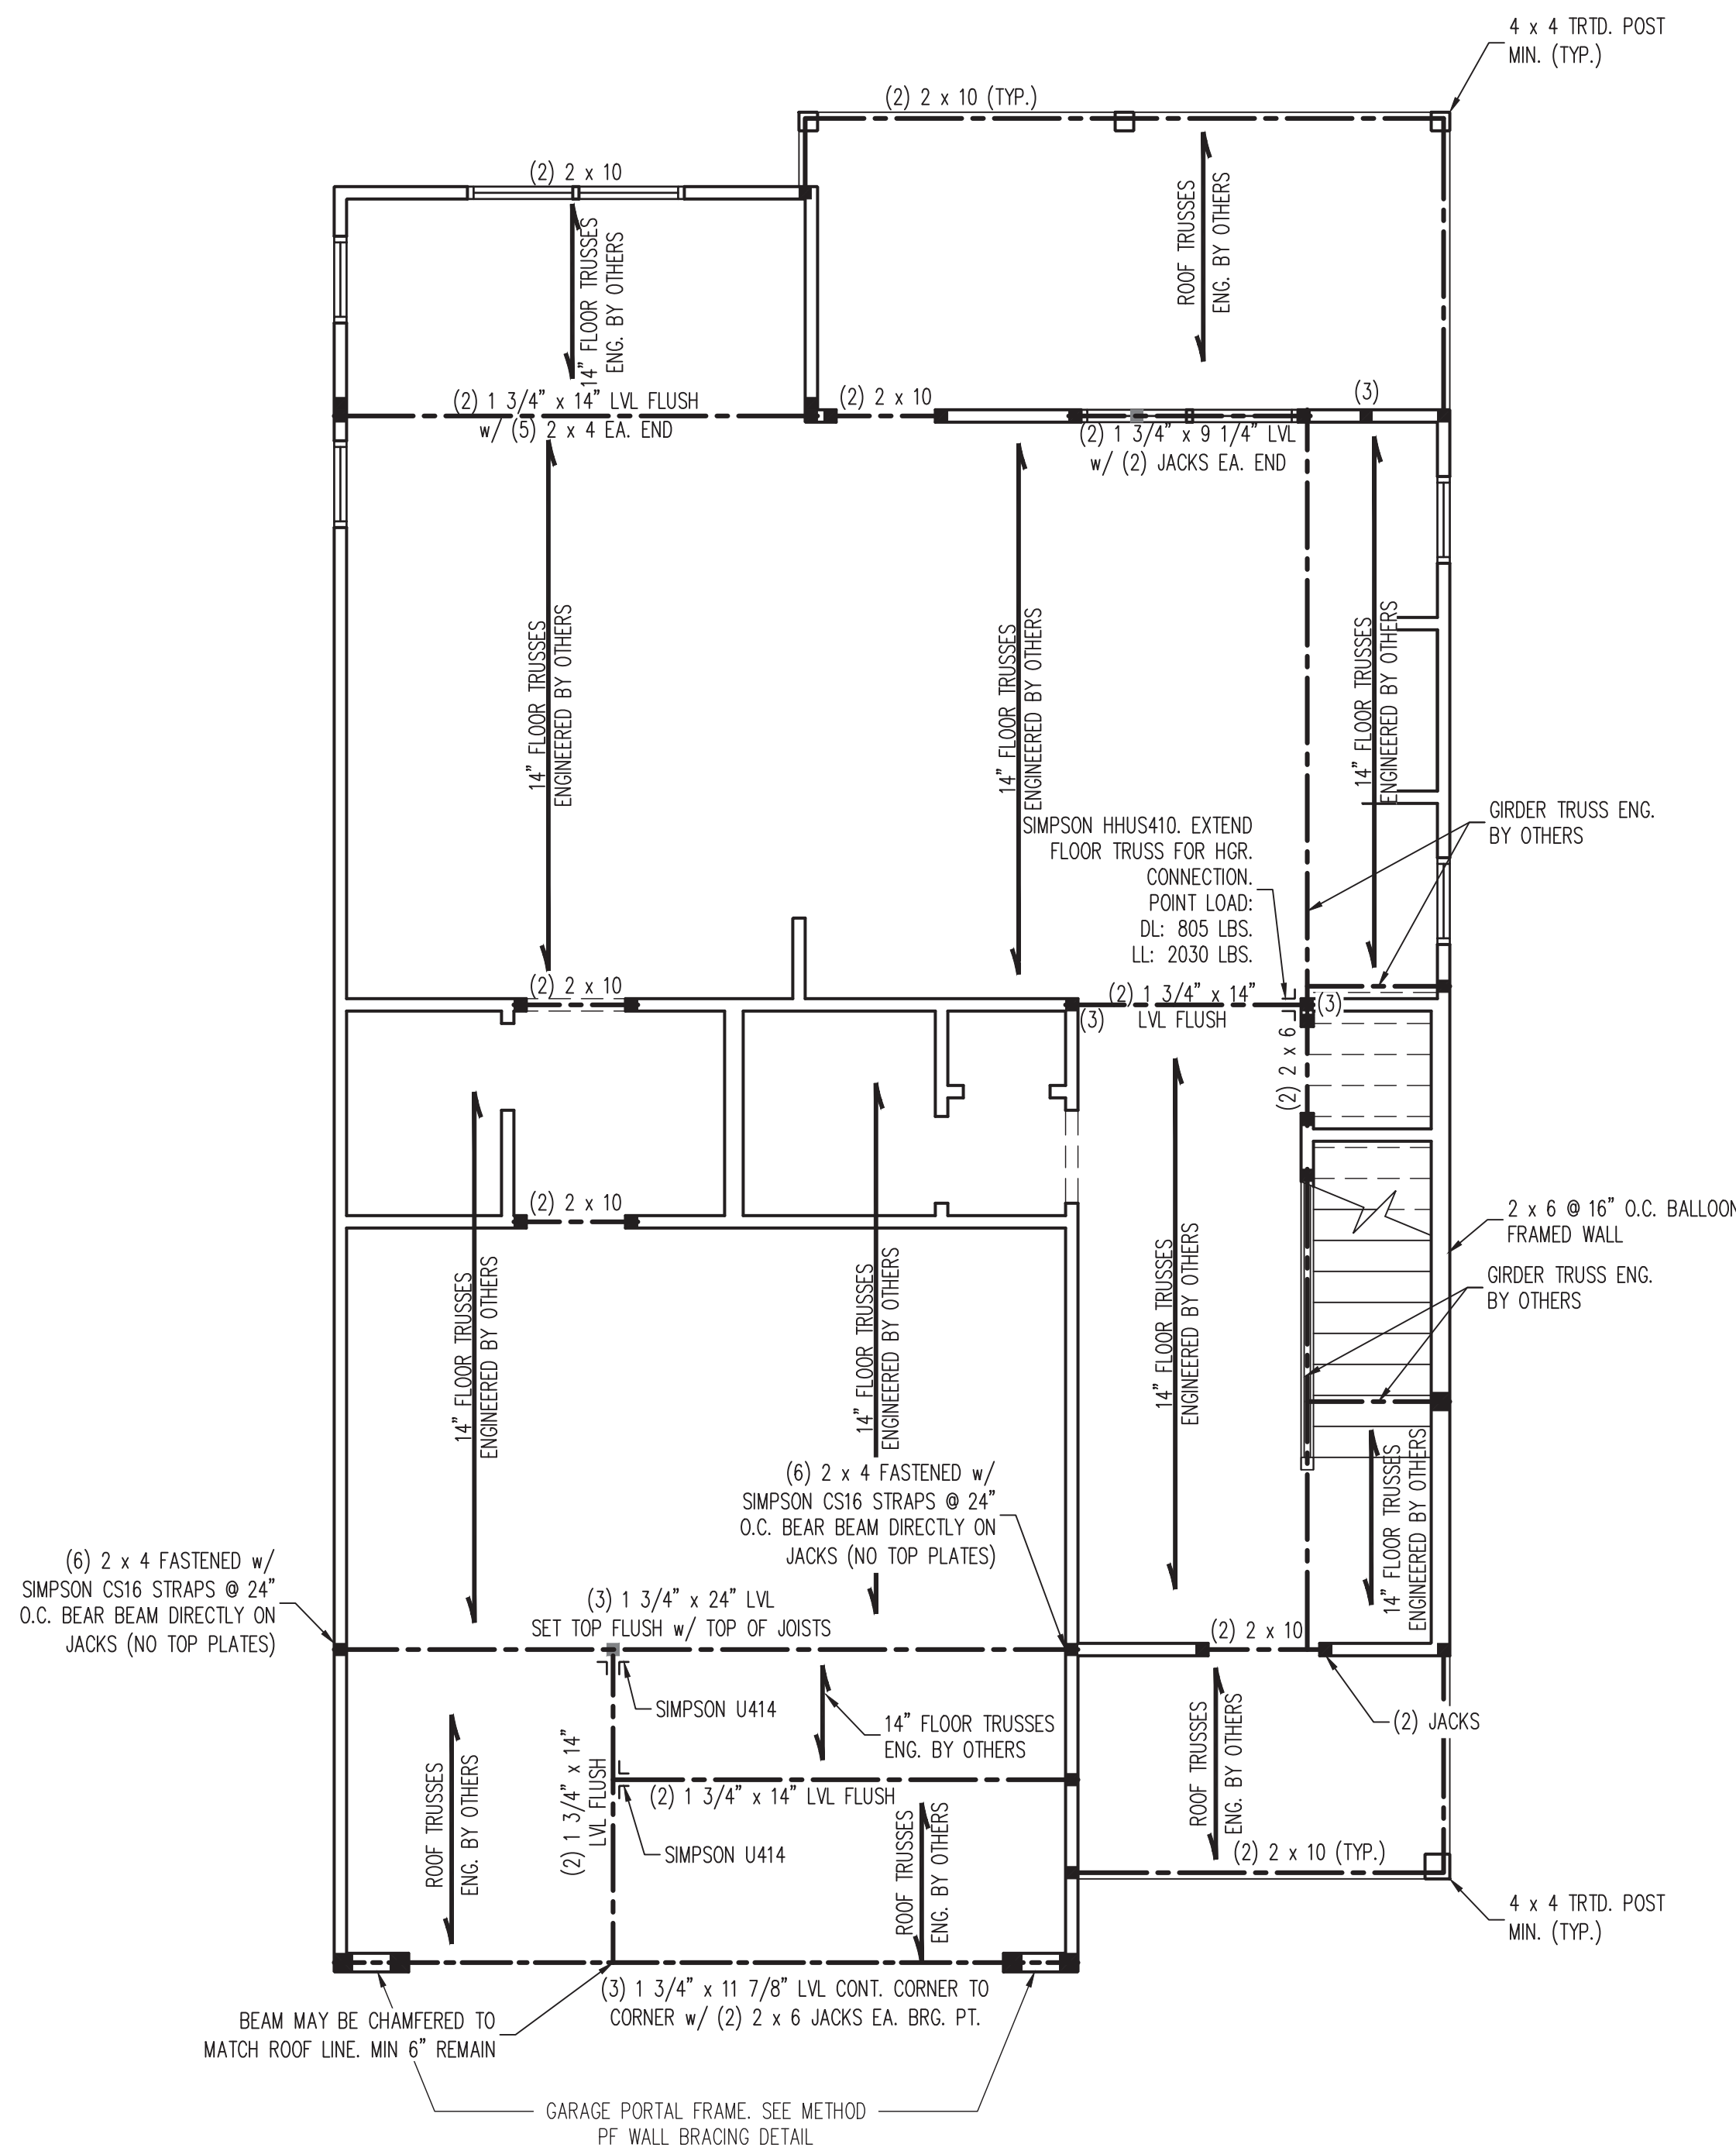 4 x 4 TRTD. POST
MIN. (TYP.)
(2) 2 x 10 (TYP.)
(2) 2 x 10
14" FLOOR TRUSSES
ENG. BY OTHERS
ROOF TRUSSES
ENG. BY OTHERS
(2) 1 3/4" x 14" LVL FLUSH
w/ (5) 2 x 4 EA. END
(2) 2 x 10
(3)
(2) 1 3/4" x 9 1/4" LVL
w/ (2) JACKS EA. END
14" FLOOR TRUSSES
ENGINEERED BY OTHERS
14" FLOOR TRUSSES
ENGINEERED BY OTHERS
14" FLOOR TRUSSES
ENGINEERED BY OTHERS
SIMPSON HHUS410. EXTEND
FLOOR TRUSS FOR HGR.
CONNECTION.
POINT LOAD:
DL: 805 LBS.
LL: 2030 LBS.
GIRDER TRUSS ENG.
BY OTHERS
(2) 2 x 10
(2) 1 3/4" x 14"
LVL FLUSH
(3)
(3)
(2) 2 x 6
(2) 2 x 10
2 x 6 @ 16" O.C. BALLOON
FRAMED WALL
GIRDER TRUSS ENG.
BY OTHERS
14" FLOOR TRUSSES
ENGINEERED BY OTHERS
14" FLOOR TRUSSES
ENGINEERED BY OTHERS
14" FLOOR TRUSSES
ENGINEERED BY OTHERS
14" FLOOR TRUSSES
ENGINEERED BY OTHERS
(6) 2 x 4 FASTENED w/
SIMPSON CS16 STRAPS @ 24"
O.C. BEAR BEAM DIRECTLY ON
JACKS (NO TOP PLATES)
(6) 2 x 4 FASTENED w/
SIMPSON CS16 STRAPS @ 24"
O.C. BEAR BEAM DIRECTLY ON
JACKS (NO TOP PLATES)
(3) 1 3/4" x 24" LVL
SET TOP FLUSH w/ TOP OF JOISTS
(2) 2 x 10
SIMPSON U414
14" FLOOR TRUSSES
ENG. BY OTHERS
(2) JACKS
(2) 1 3/4" x 14"
LVL FLUSH
(2) 1 3/4" x 14" LVL FLUSH
SIMPSON U414
ROOF TRUSSES
ENG. BY OTHERS
ROOF TRUSSES
ENG. BY OTHERS
ROOF TRUSSES
ENG. BY OTHERS
(2) 2 x 10 (TYP.)
4 x 4 TRTD. POST
MIN. (TYP.)
(3) 1 3/4" x 11 7/8" LVL CONT. CORNER TO
CORNER w/ (2) 2 x 6 JACKS EA. BRG. PT.
BEAM MAY BE CHAMFERED TO
MATCH ROOF LINE. MIN 6" REMAIN
GARAGE PORTAL FRAME. SEE METHOD
PF WALL BRACING DETAIL